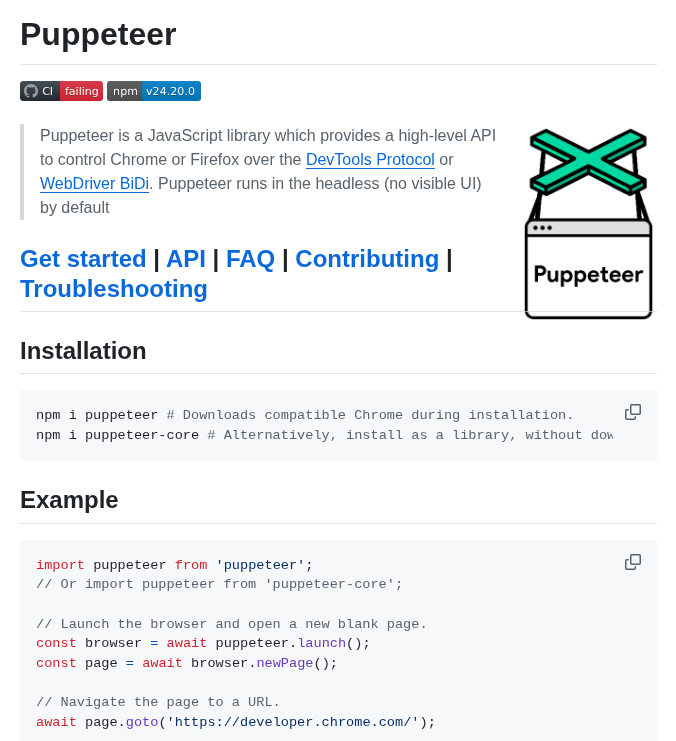 Puppeteer
CI failing npm v24.20.0
Puppeteer is a JavaScript library which provides a high-level API
to control Chrome or Firefox over the DevTools Protocol or
WebDriver BiDi. Puppeteer runs in the headless (no visible UI)
by default
Puppeteer
Get started | API | FAQ | Contributing |
Troubleshooting
Installation
npm i puppeteer # Downloads compatible Chrome during installation.
npm i puppeteer-core # Alternatively, install as a library, without
Example
import puppeteer from 'puppeteer';
// Or import puppeteer from 'puppeteer-core';
// Launch the browser and open a new blank page.
const browser = await puppeteer.launch();
const page = await browser.newPage();
// Navigate the page to a URL.
await page.goto('https://developer.chrome.com/');